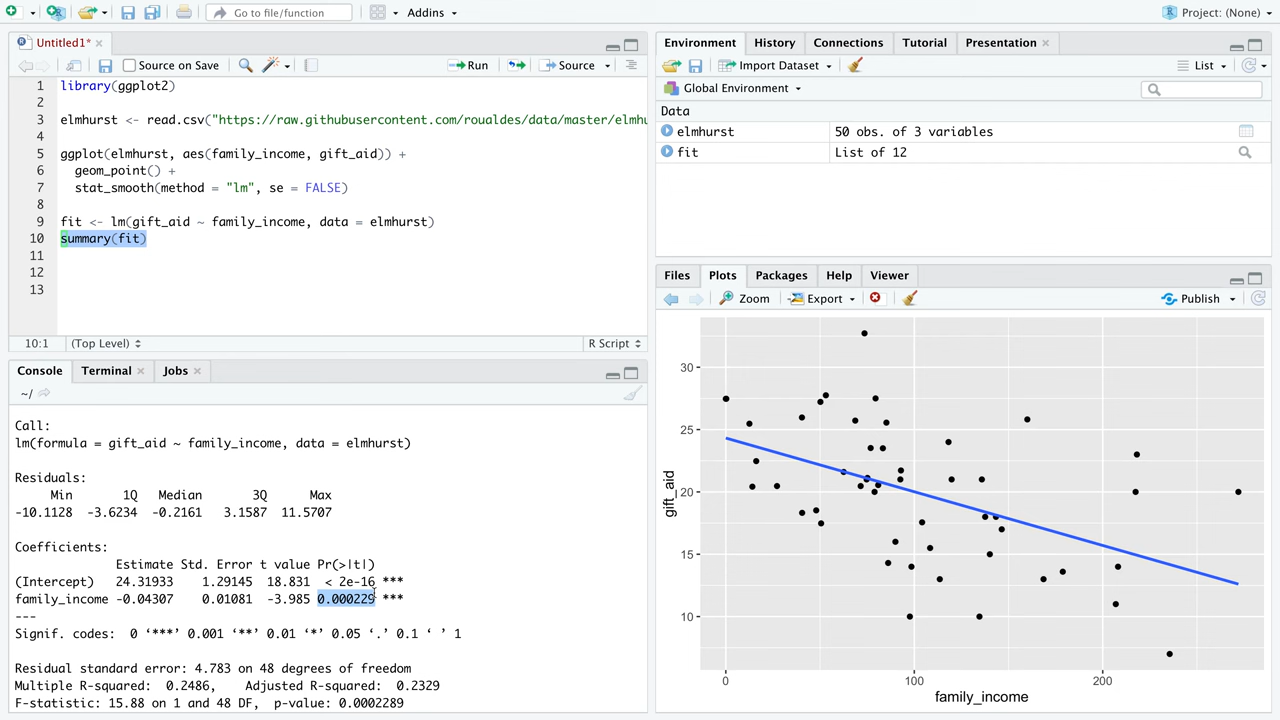 Go to file/function
Addins
Project: (None)
Untitled1*
Source on Save
Run
Source
1 library(ggplot2)
2
3 elmhurst <- read.csv("https://raw.githubusercontent.com/roualdes/data/master/elmhu
4
5 ggplot(elmhurst, aes(family_income, gift_aid)) +
6 geom_point() +
7 stat_smooth(method = "lm", se = FALSE)
8
9 fit <- lm(gift_aid ~ family_income, data = elmhurst)
10 summary(fit)
11
12
13
10:1 (Top Level) R Script
Console Terminal Jobs
~/
Call:
lm(formula = gift_aid ~ family_income, data = elmhurst)
Residuals:
Min 1Q Median 3Q Max
-10.1128 -3.6234 -0.2161 3.1587 11.5707
Coefficients:
Estimate Std. Error t value Pr(>|t|)
(Intercept) 24.31933 1.29145 18.831 < 2e-16 ***
family_income -0.04307 0.01081 -3.985 0.000229 ***
---
Signif. codes: 0 ‘***’ 0.001 ‘**’ 0.01 ‘*’ 0.05 ‘.’ 0.1 ‘ ’ 1
Residual standard error: 4.783 on 48 degrees of freedom
Multiple R-squared: 0.2486, Adjusted R-squared: 0.2329
F-statistic: 15.88 on 1 and 48 DF, p-value: 0.0002289
Environment History Connections Tutorial Presentation
Import Dataset List
Global Environment
Data
elmhurst 50 obs. of 3 variables
fit List of 12
Files Plots Packages Help Viewer
Zoom Export Publish
30
25
20
15
10
gift_aid
0 100 200
family_income